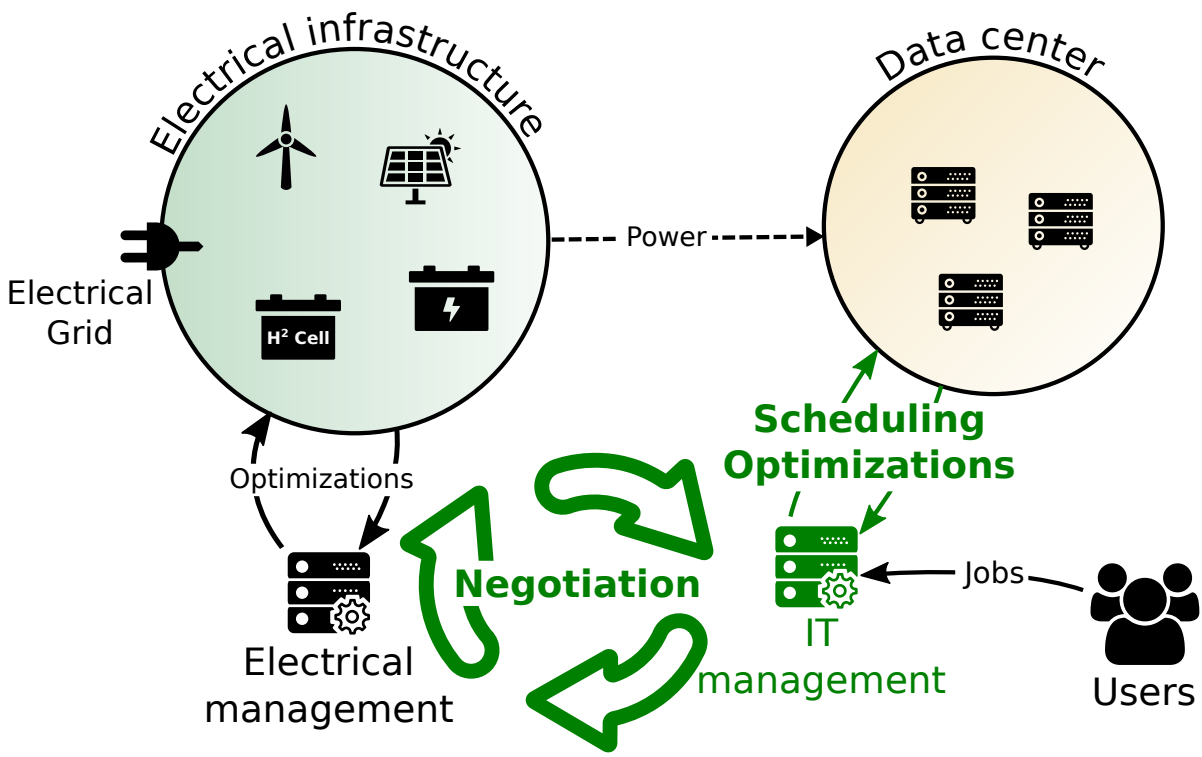 Electrical infrastructure
Data center
Power
Electrical
Grid
H² Cell
Scheduling
Optimizations
Optimizations
Negotiation
Jobs
IT
management
Electrical
management
Users